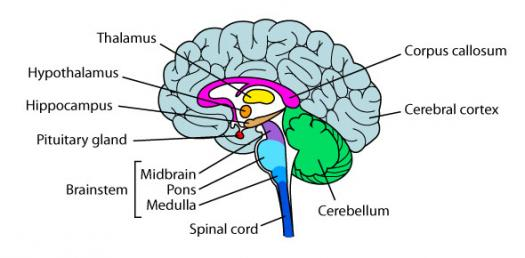 Thalamus
Corpus callosum
Hypothalamus
Hippocampus
Cerebral cortex
Pituitary gland
Brainstem
Midbrain
Pons
Medulla
Cerebellum
Spinal cord